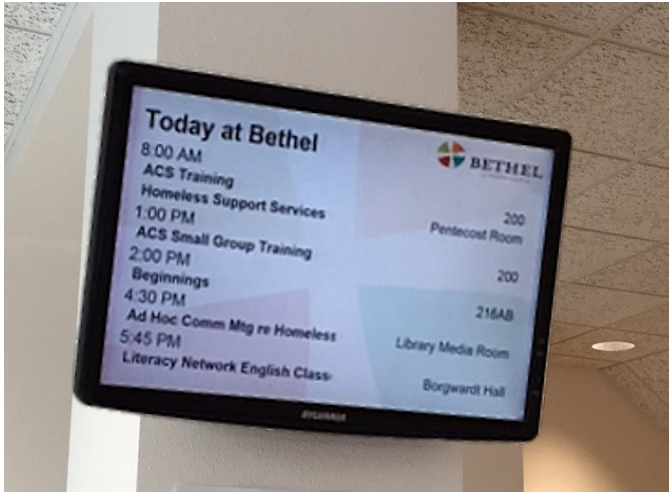 Today at Bethel
BETHEL
8:00 AM
ACS Training 200
Homeless Support Services Pentecost Room
1:00 PM
ACS Small Group Training 200
2:00 PM
Beginnings 216AB
4:30 PM
Ad Hoc Comm Mtg re Homeless Library Media Room
5:45 PM
Literacy Network English Class Borgwardt Hall
SYLVANIA